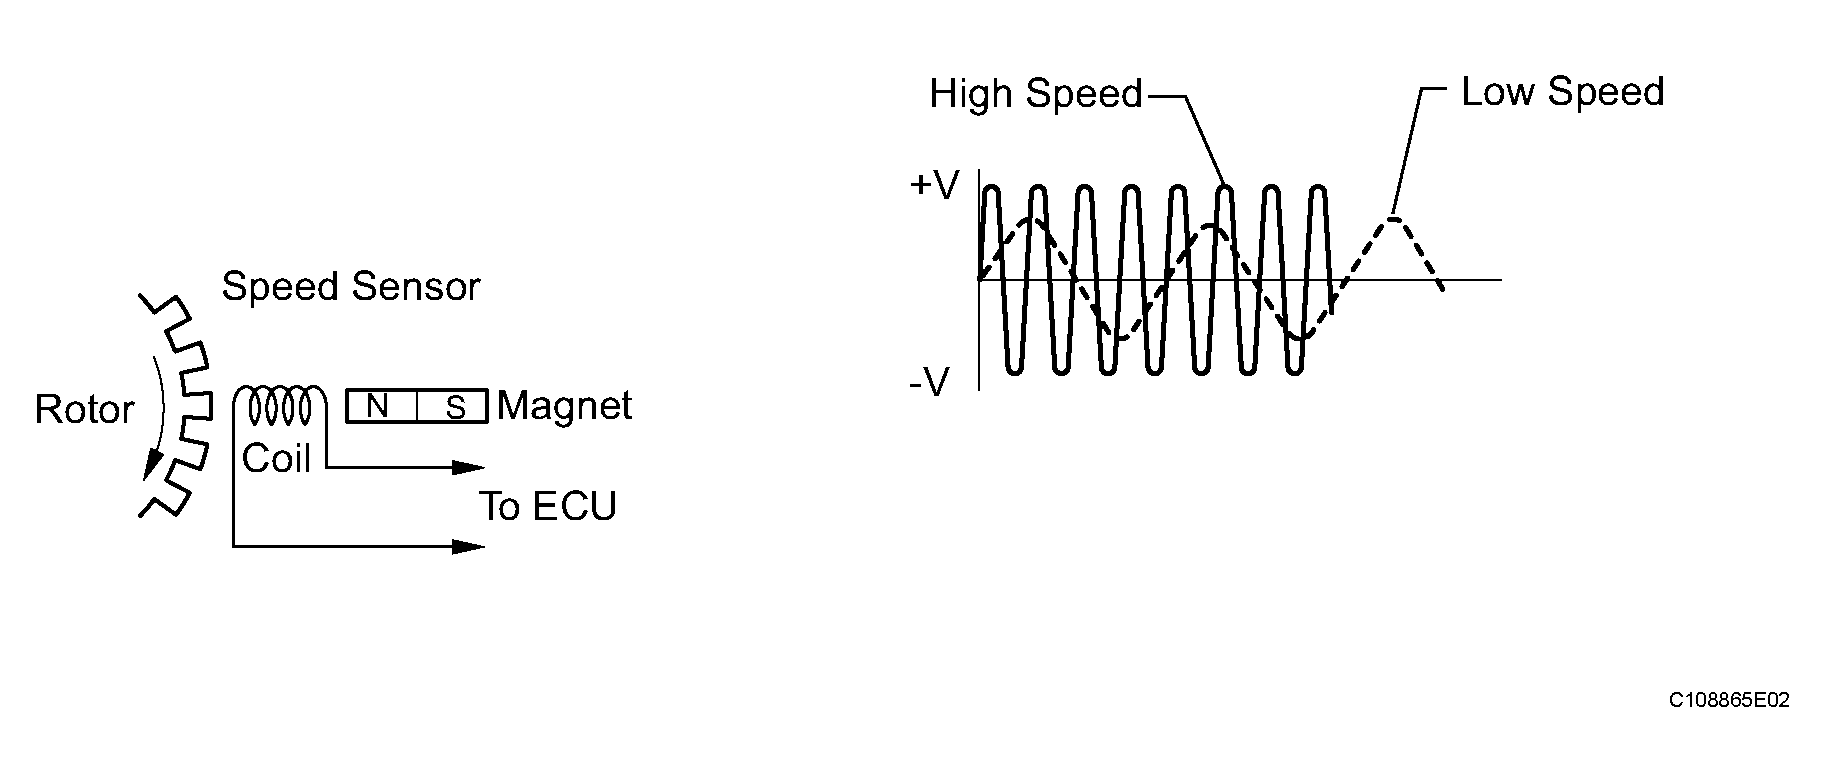 High Speed
Low Speed
+V
-V
Speed Sensor
Rotor
N
S
Magnet
Coil
To ECU
C108865E02